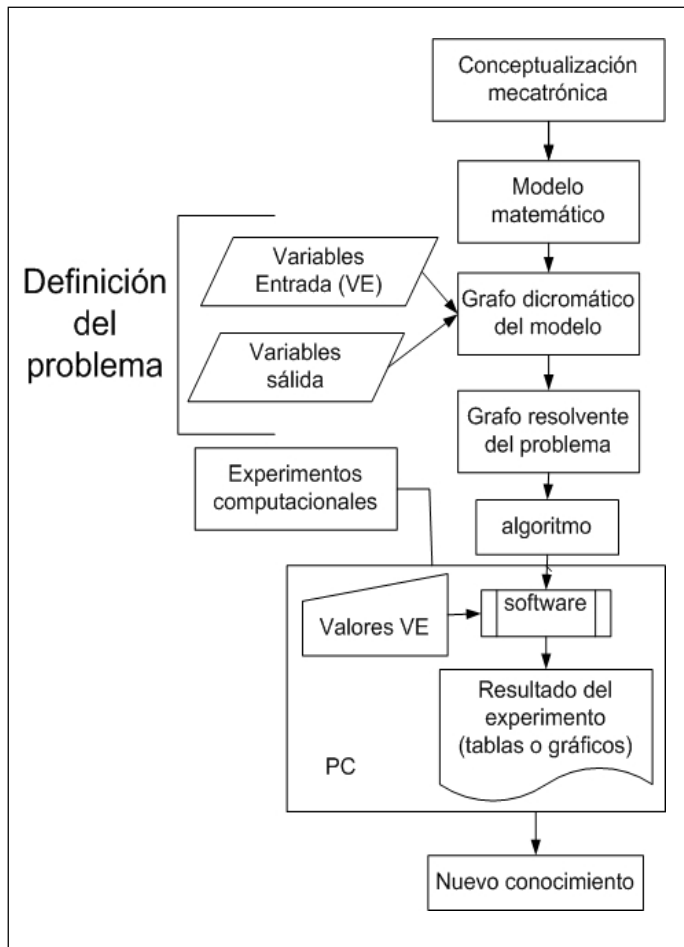 Conceptualización
mecatrónica
Modelo
matemático
Definición
del
problema
Variables
Entrada (VE)
Variables
sálida
Grafo dicromático
del modelo
Grafo resolvente
del problema
Experimentos
computacionales
algoritmo
Valores VE
software
Resultado del
experimento
(tablas o gráficos)
PC
Nuevo conocimiento